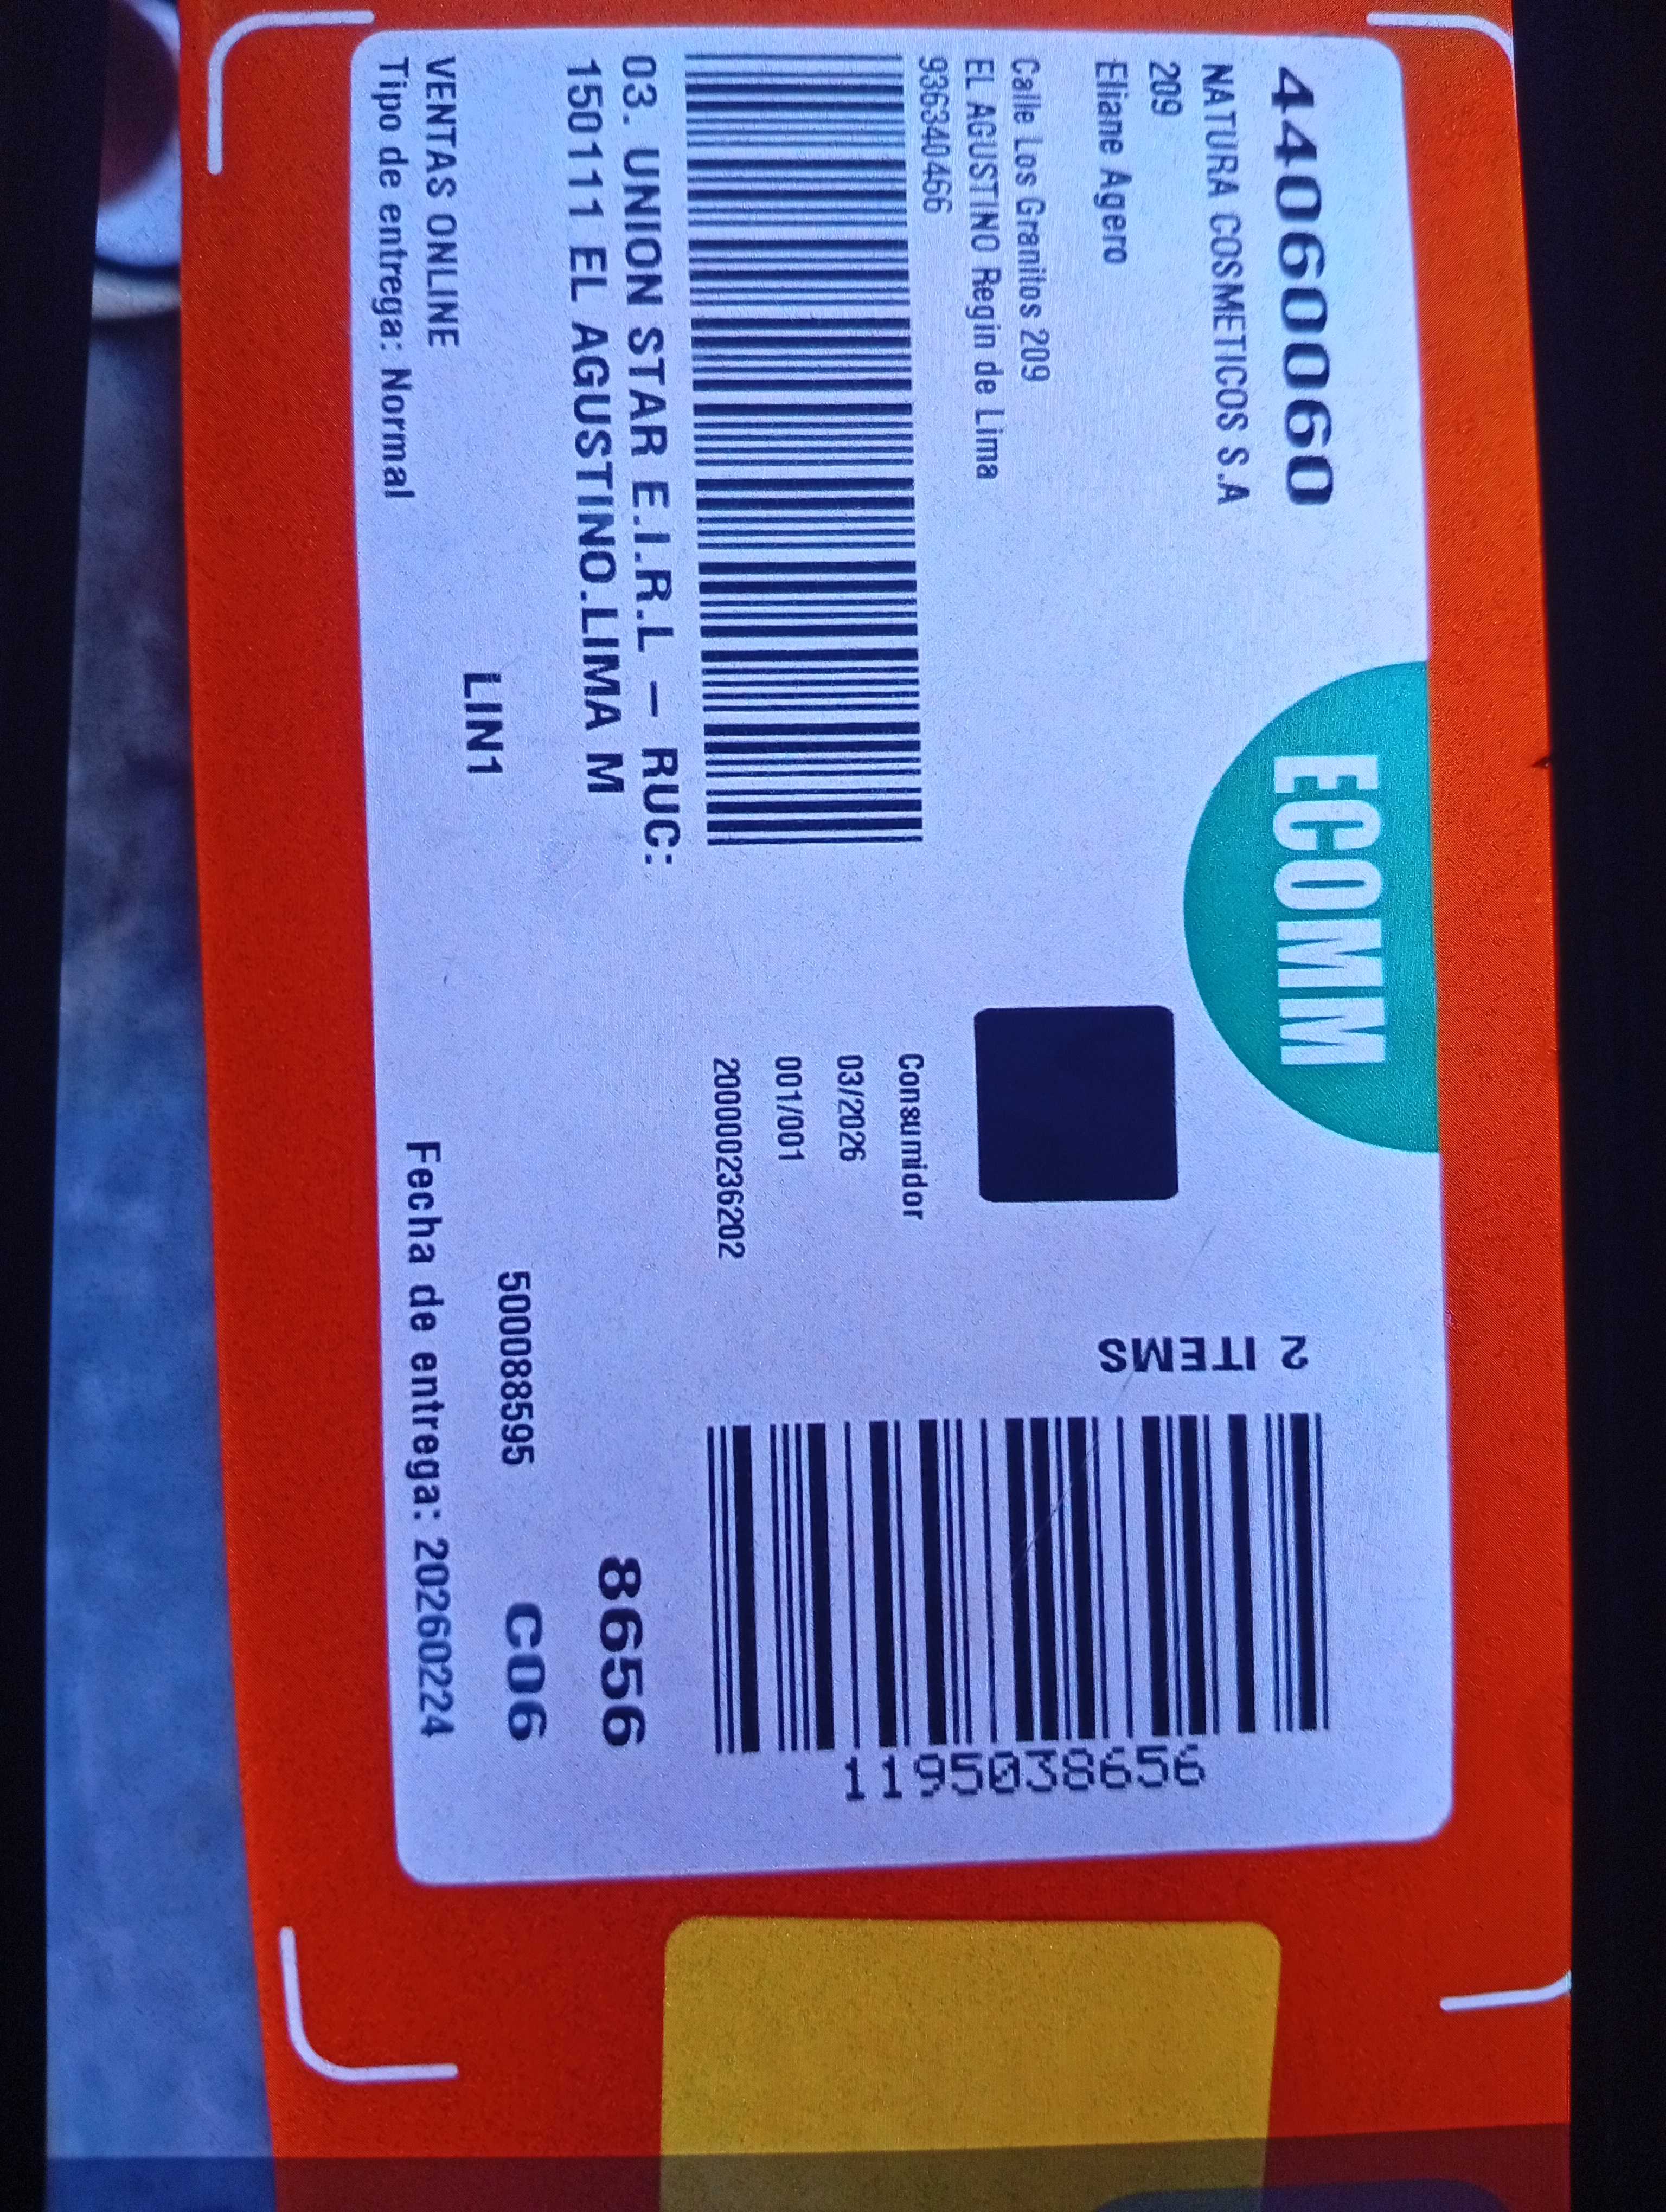 44060060
ECOMM
NATURA COSMETICOS S.A
209
Eliane Agero
Calle Los Granitos 209
EL AGUSTINO Regin de Lima
936340466
Consumidor
03/2026
001/001
20000236202
2 ITEMS
1195038656
03. UNION STAR E.I.R.L – RUC:
150111 EL AGUSTINO.LIMA M
8656
LIN1
500088595
C06
VENTAS ONLINE
Tipo de entrega: Normal
Fecha de entrega: 20260224